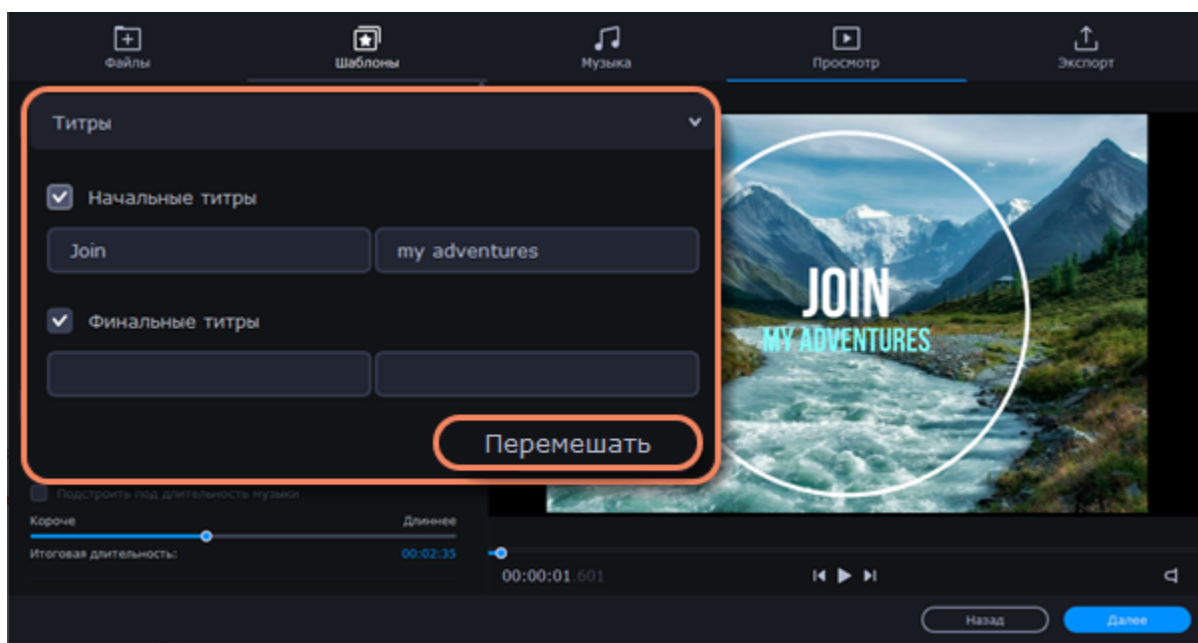 Файлы
Шаблоны
Музыка
Просмотр
Экспорт
Титры
Начальные титры
Join
my adventures
Финальные титры
Перемешать
Подстроить под длительность музыки
Короче
Длиннее
Итоговая длительность:
00:02:35
JOIN
MY ADVENTURES
00:00:01.601
Назад
Далее